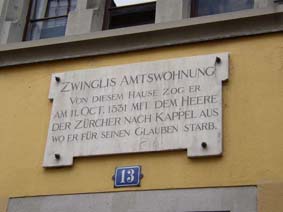 ZWINGLIS AMTSWOHNUNG
VON DIESEM HAUSE ZOG ER
AM 11. OCT. 1531 MIT DEM HEERE
DER ZÜRCHER NACH KAPPEL AUS
WO ER FÜR SEINEN GLAUBEN STARB.
13